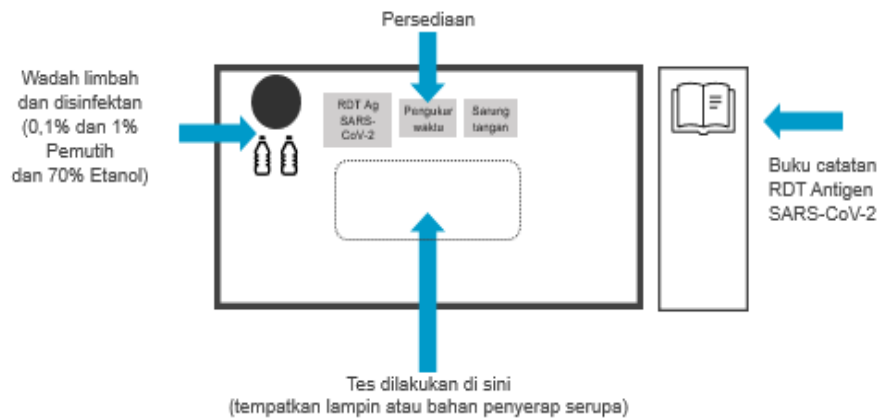 Persediaan
Wadah limbah
dan disinfektan
(0,1% dan 1%
Pemutih
dan 70% Etanol)
RDT Ag
SARS-
CoV-2
Pengukur
waktu
Sarung
tangan
Buku catatan
RDT Antigen
SARS-CoV-2
Tes dilakukan di sini
(tempatkan lampin atau bahan penyerap serupa)